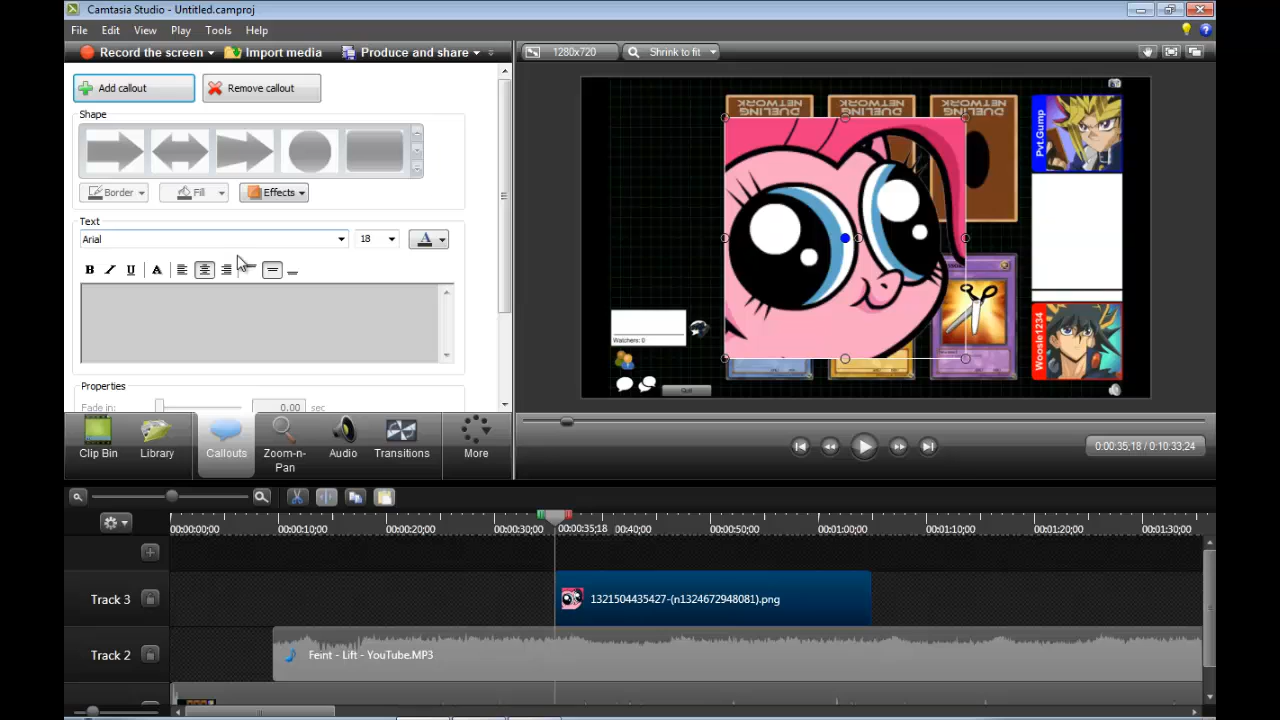 Camtasia Studio - Untitled.camproj
File Edit View Play Tools Help
Record the screen Import media Produce and share
1280x720 Shrink to fit
Add callout Remove callout
Shape
Border Fill Effects
Text
Arial 18 A
B I U A
Properties
Fade in: 0.00 sec
DUELING NETWORK
DUELING NETWORK
DUELING NETWORK
Pvt.Gump
Woosle1234
Watchers: 0
Quit
Clip Bin Library Callouts Zoom-n-Pan Audio Transitions More
0:00:35;18 / 0:10:33;24
00:00:00;00 00:00:10;00 00:00:20;00 00:00:30;00 00:00:35;18 00:00:40;00 00:00:50;00 00:01:00;00 00:01:10;00 00:01:20;00 00:01:30;00
Track 3 1321504435427-(n1324672948081).png
Track 2 Feint - Lift - YouTube.MP3